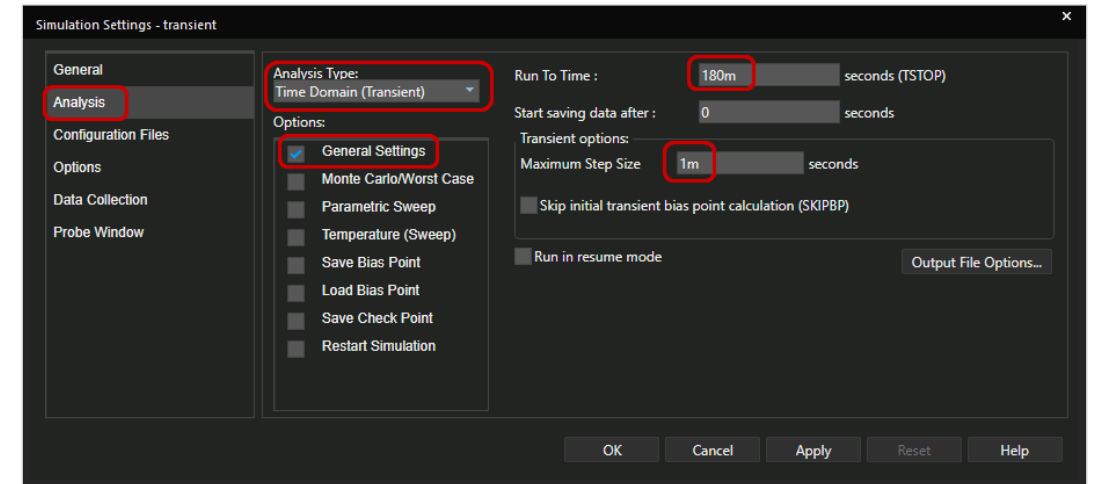 Simulation Settings - transient
×
General
Analysis
Configuration Files
Options
Data Collection
Probe Window
Analysis Type:
Time Domain (Transient)
Options:
General Settings
Monte Carlo/Worst Case
Parametric Sweep
Temperature (Sweep)
Save Bias Point
Load Bias Point
Save Check Point
Restart Simulation
Run To Time : 180m seconds (TSTOP)
Start saving data after : 0 seconds
Transient options:
Maximum Step Size 1m seconds
Skip initial transient bias point calculation (SKIPBP)
Run in resume mode
Output File Options...
OK Cancel Apply Reset Help